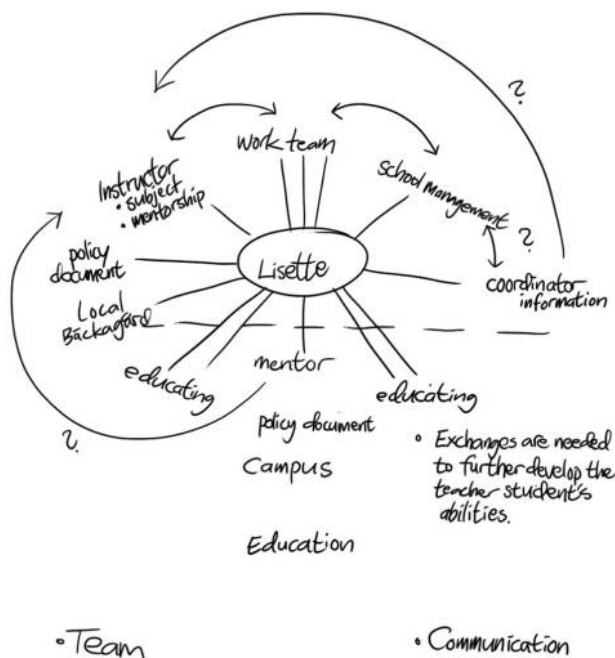 ?
work team
Instructor
• subject
• mentorship
school management
policy
document
Lisette
?
coordinator
information
Local
Bäckagård
educating
mentor
educating
?
policy document
Campus
• Exchanges are needed
to further develop the
teacher student's
abilities.
Education
• Team
• Communication